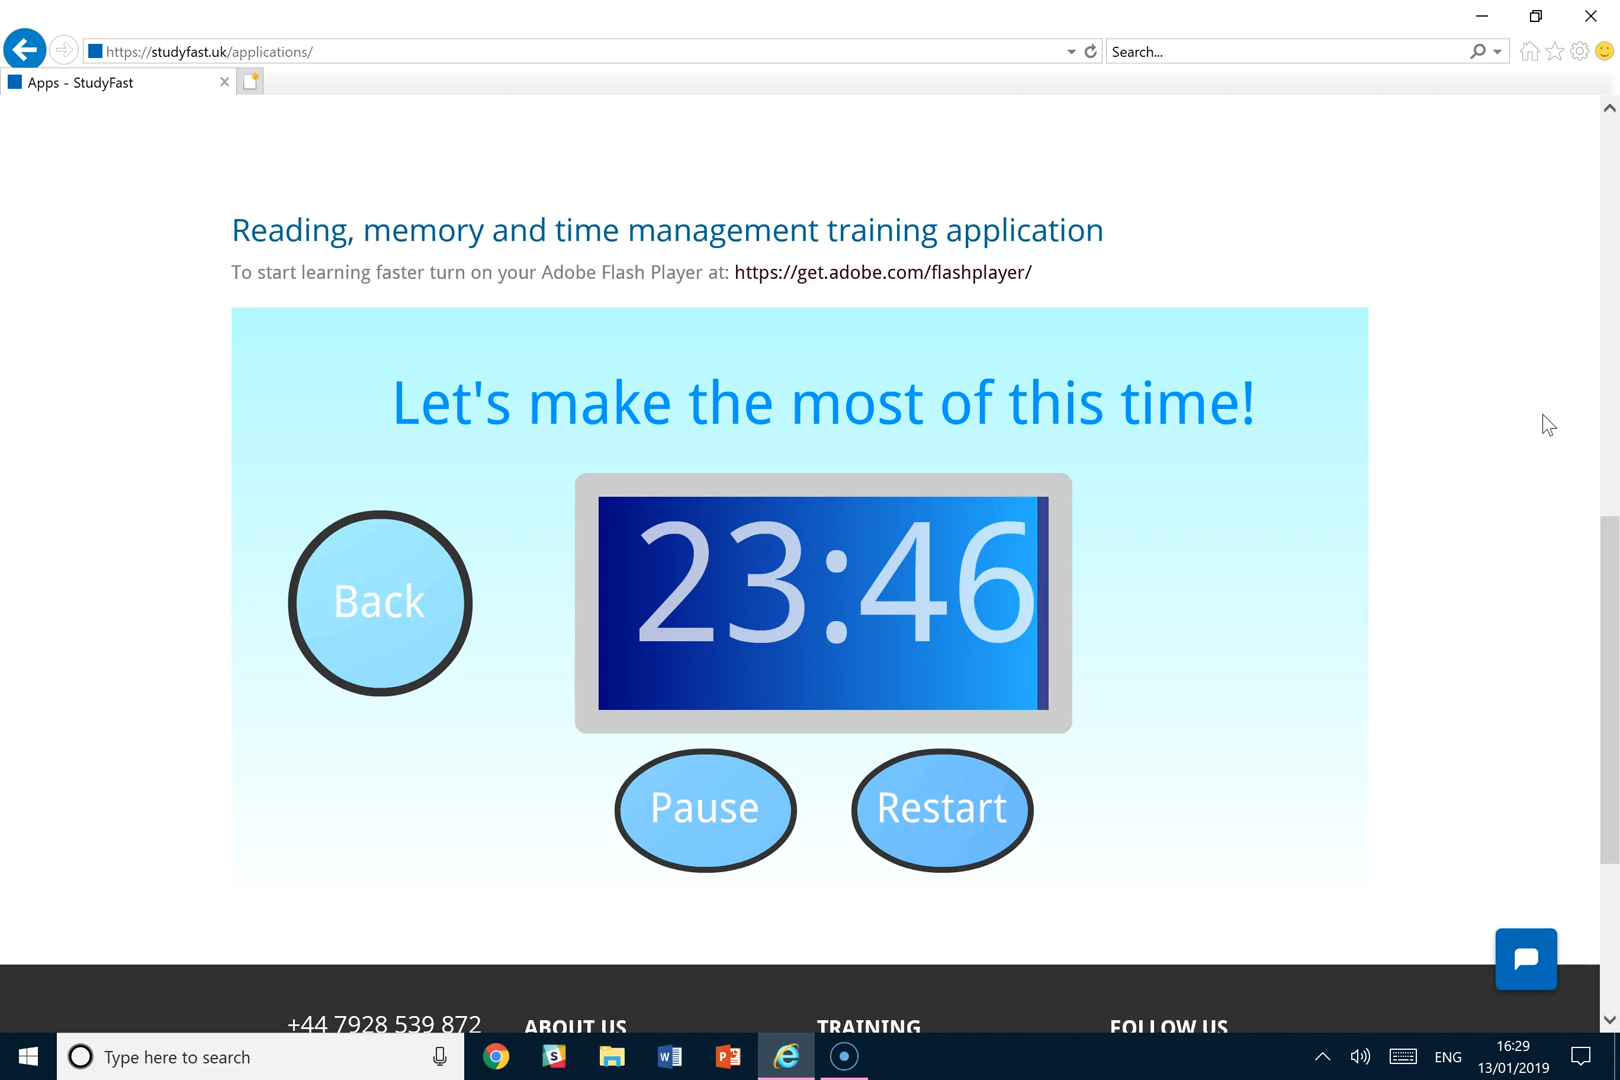 https://studyfast.uk/applications/
Search...
Apps - StudyFast
Reading, memory and time management training application
To start learning faster turn on your Adobe Flash Player at: https://get.adobe.com/flashplayer/
Let's make the most of this time!
Back
23:46
Pause
Restart
+44 7928 539 872
ABOUT US
TRAINING
FOLLOW US
Type here to search
S
W
P
ENG
16:29
13/01/2019